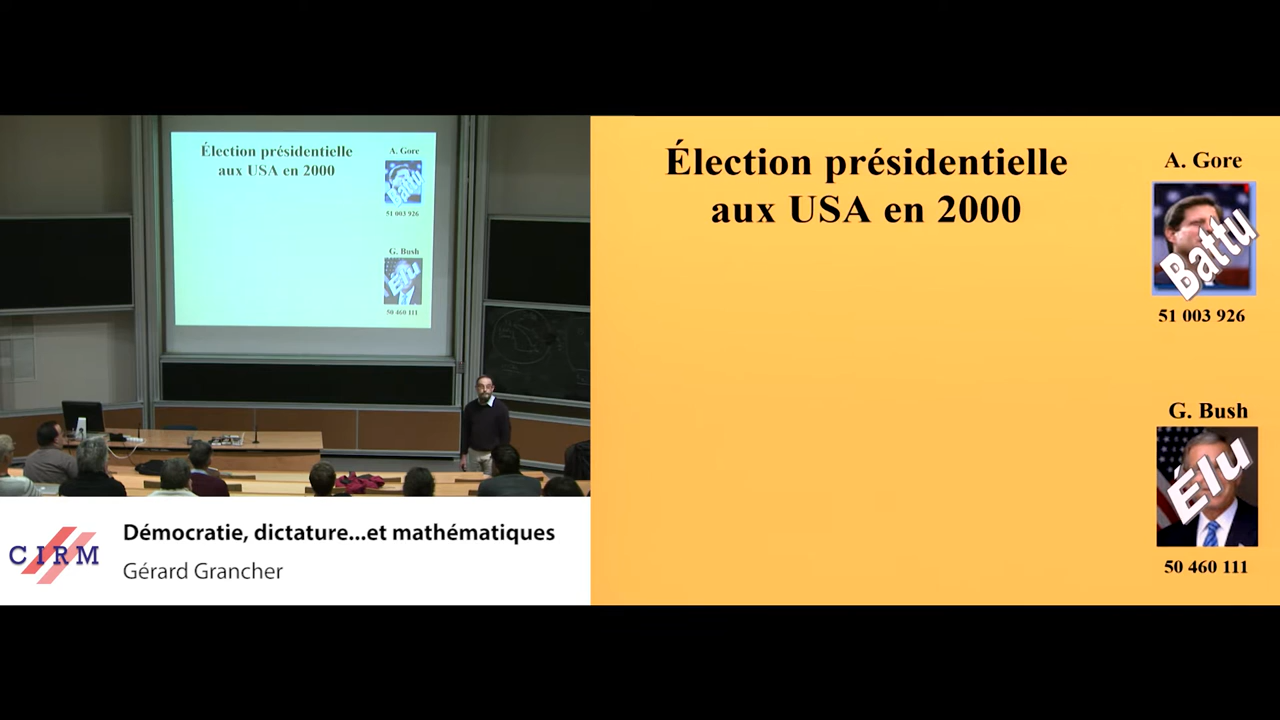 Élection présidentielle
aux USA en 2000
A. Gore
51 003 926
G. Bush
50 460 111
Élection présidentielle
aux USA en 2000
A. Gore
Battu
51 003 926
G. Bush
Élu
50 460 111
CIRM
Démocratie, dictature...et mathématiques
Gérard Grancher